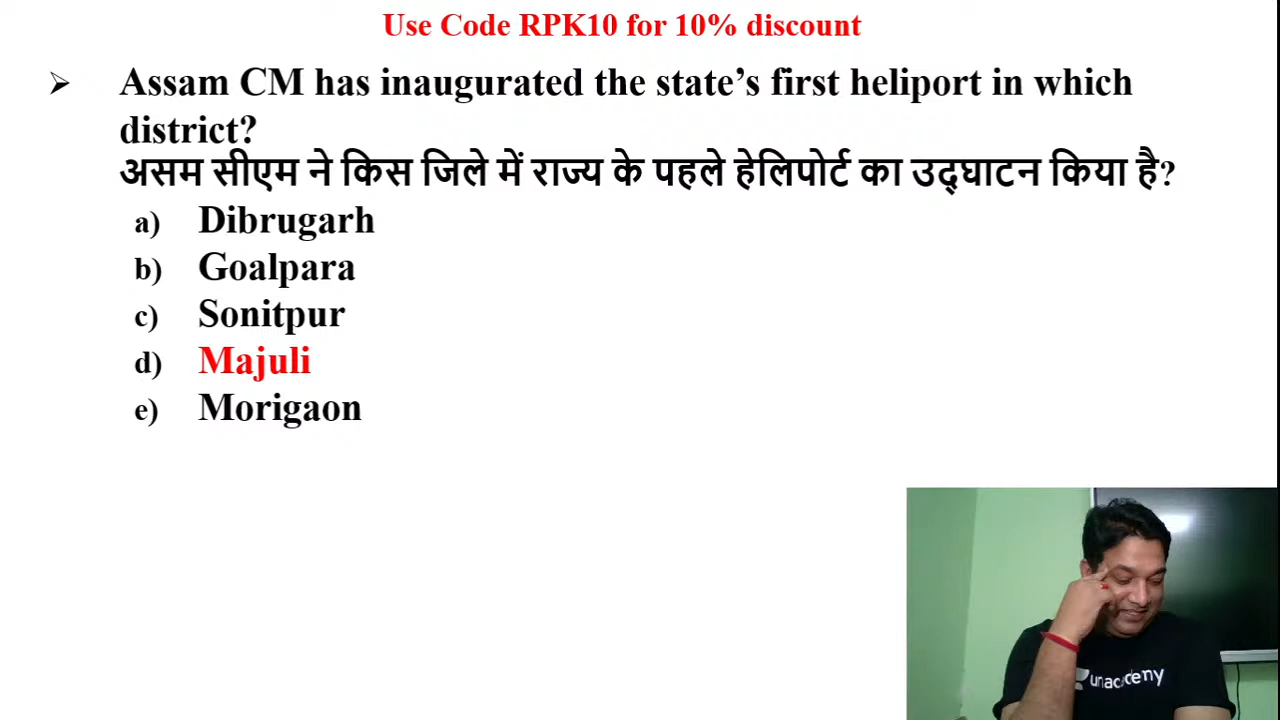 Use Code RPK10 for 10% discount
➢ Assam CM has inaugurated the state’s first heliport in which
district?
असम सीएम ने किस जिले में राज्य के पहले हेलिपोर्ट का उद्घाटन किया है?
a) Dibrugarh
b) Goalpara
c) Sonitpur
d) Majuli
e) Morigaon
unacademy